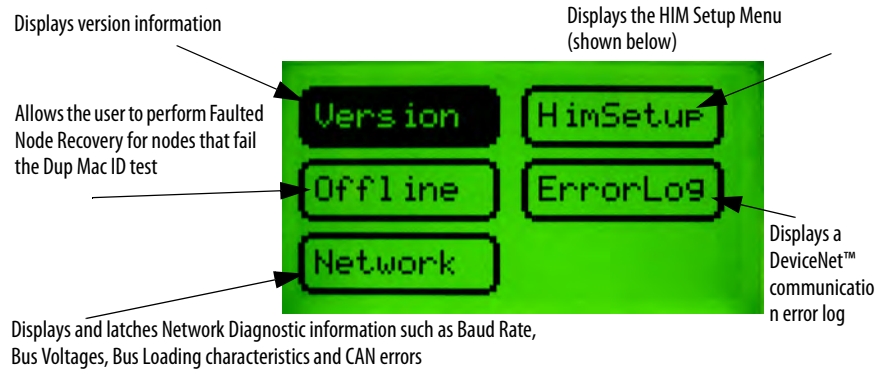 Displays version information
Displays the HIM Setup Menu
(shown below)
Allows the user to perform Faulted
Node Recovery for nodes that fail
the Dup Mac ID test
Version
HimSetup
Offline
ErrorLog
Network
Displays a
DeviceNet™
communicatio
n error log
Displays and latches Network Diagnostic information such as Baud Rate,
Bus Voltages, Bus Loading characteristics and CAN errors